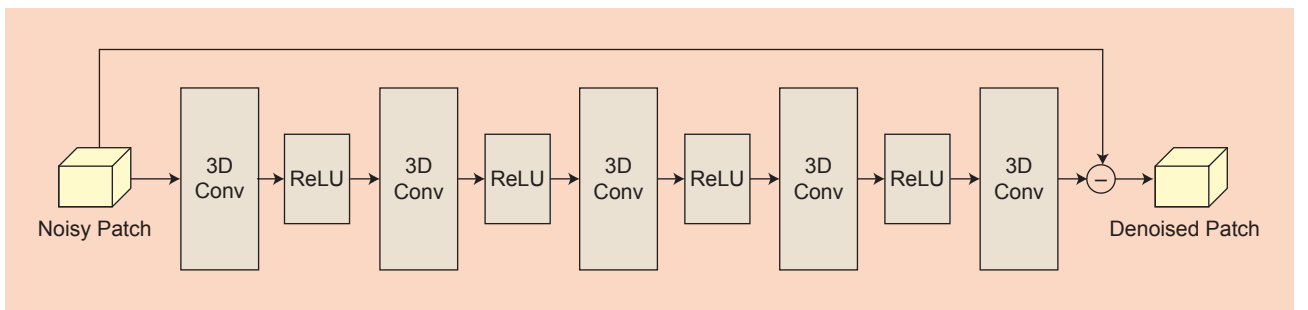 Noisy Patch
3D
Conv
ReLU
3D
Conv
ReLU
3D
Conv
ReLU
3D
Conv
ReLU
3D
Conv
–
Denoised Patch